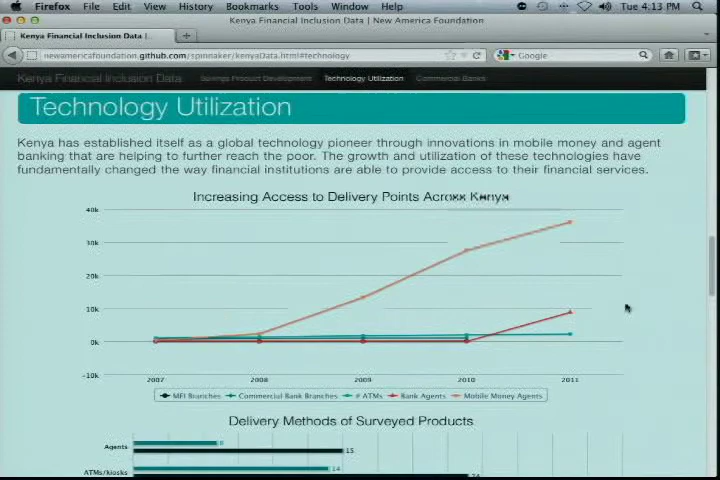 Firefox File Edit View History Bookmarks Tools Window Help Tue 4:13 PM
Kenya Financial Inclusion Data | New America Foundation
Kenya Financial Inclusion Data |...
newamericafoundation.github.com/spinnaker/kenyaData.html#technology Google
Kenya Financial Inclusion Data Savings Product Development Technology Utilization Commercial Banks
Technology Utilization
Kenya has established itself as a global technology pioneer through innovations in mobile money and agent
banking that are helping to further reach the poor. The growth and utilization of these technologies have
fundamentally changed the way financial institutions are able to provide access to their financial services.
Increasing Access to Delivery Points Across Kenya
40k
30k
20k
10k
0k
-10k
2007 2008 2009 2010 2011
MFI Branches Commercial Bank Branches # ATMs Bank Agents Mobile Money Agents
Delivery Methods of Surveyed Products
Agents 8
15
ATMs/kiosks 14
24